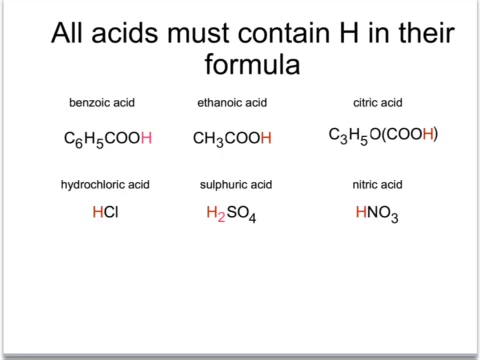 All acids must contain H in their
formula
benzoic acid ethanoic acid citric acid
C₆H₅COOH CH₃COOH C₃H₅O(COOH)
hydrochloric acid sulphuric acid nitric acid
HCl H₂SO₄ HNO₃